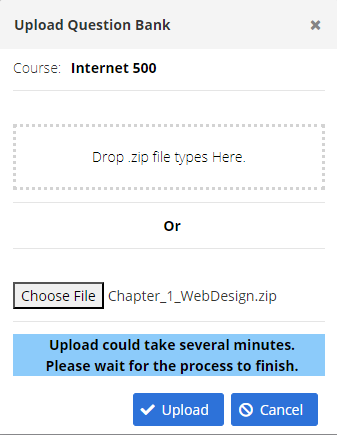 Upload Question Bank
Course: Internet 500
Drop .zip file types Here.
Or
Choose File Chapter_1_WebDesign.zip
Upload could take several minutes.
Please wait for the process to finish.
Upload Cancel